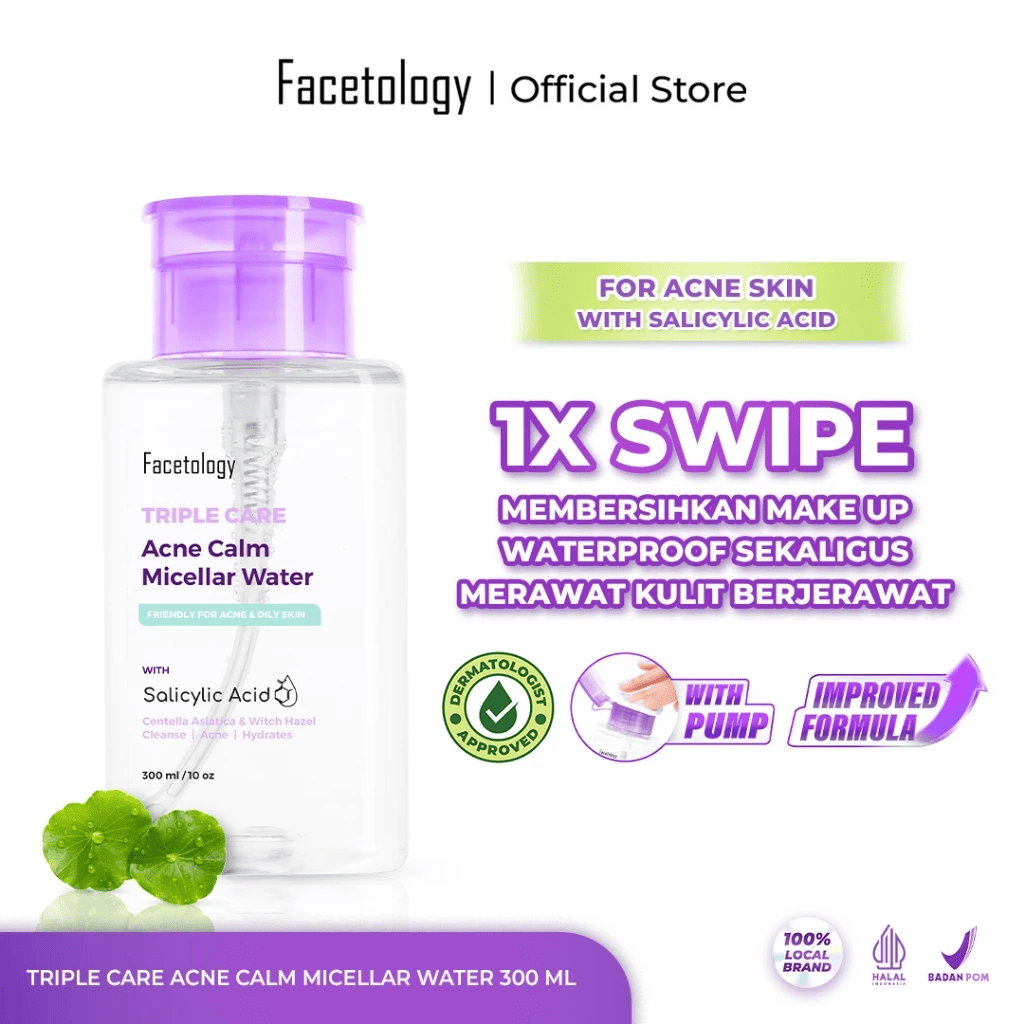 Facetology | Official Store
FOR ACNE SKIN
WITH SALICYLIC ACID
1X SWIPE
MEMBERSIHKAN MAKE UP
WATERPROOF SEKALIGUS
MERAWAT KULIT BERJERAWAT
DERMATOLOGIST
APPROVED
Facetology
WITH
PUMP
IMPROVED
FORMULA
Facetology
TRIPLE CARE
Acne Calm
Micellar Water
FRIENDLY FOR ACNE & OILY SKIN
WITH
Salicylic Acid
Centella Asiatica & Witch Hazel
Cleanse | Acne | Hydrates
300 ml / 10 oz
TRIPLE CARE ACNE CALM MICELLAR WATER 300 ML
100%
LOCAL
BRAND
HALAL
INDONESIA
BADAN POM